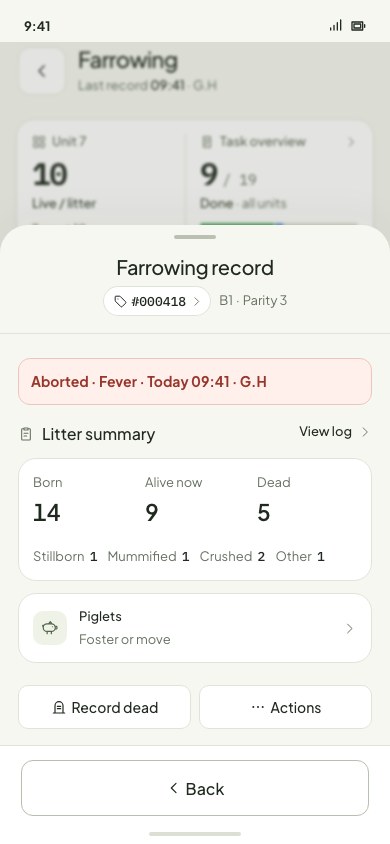 9:41
Farrowing
Last record 09:41 · G.H
Unit 7
Task overview
10
9 / 19
Live / litter
Done · all units
Farrowing record
#000418
B1 · Parity 3
Aborted · Fever · Today 09:41 · G.H
Litter summary
View log
Born
Alive now
Dead
14
9
5
Stillborn 1 Mummified 1 Crushed 2 Other 1
Piglets
Foster or move
Record dead
Actions
Back